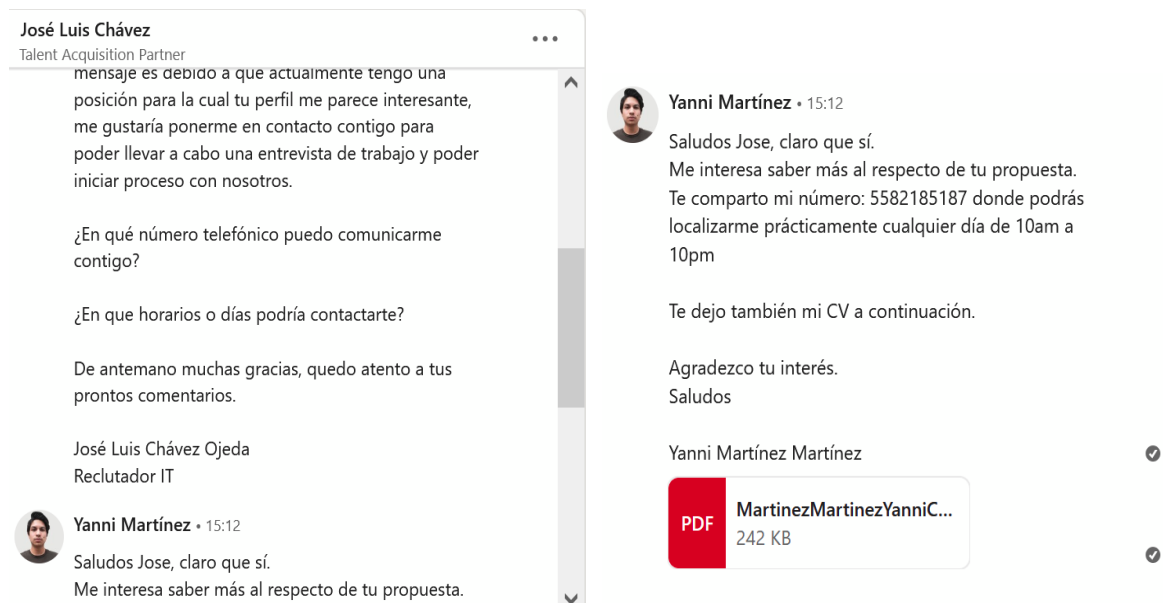 José Luis Chávez
Talent Acquisition Partner
mensaje es debido a que actualmente tengo una
posición para la cual tu perfil me parece interesante,
me gustaría ponerme en contacto contigo para
poder llevar a cabo una entrevista de trabajo y poder
iniciar proceso con nosotros.
¿En qué número telefónico puedo comunicarme
contigo?
¿En que horarios o días podría contactarte?
De antemano muchas gracias, quedo atento a tus
prontos comentarios.
José Luis Chávez Ojeda
Reclutador IT
Yanni Martínez • 15:12
Saludos Jose, claro que sí.
Me interesa saber más al respecto de tu propuesta.
Yanni Martínez • 15:12
Saludos Jose, claro que sí.
Me interesa saber más al respecto de tu propuesta.
Te comparto mi número: 5582185187 donde podrás
localizarme prácticamente cualquier día de 10am a
10pm
Te dejo también mi CV a continuación.
Agradezco tu interés.
Saludos
Yanni Martínez Martínez
PDF
MartinezMartinezYanniC...
242 KB